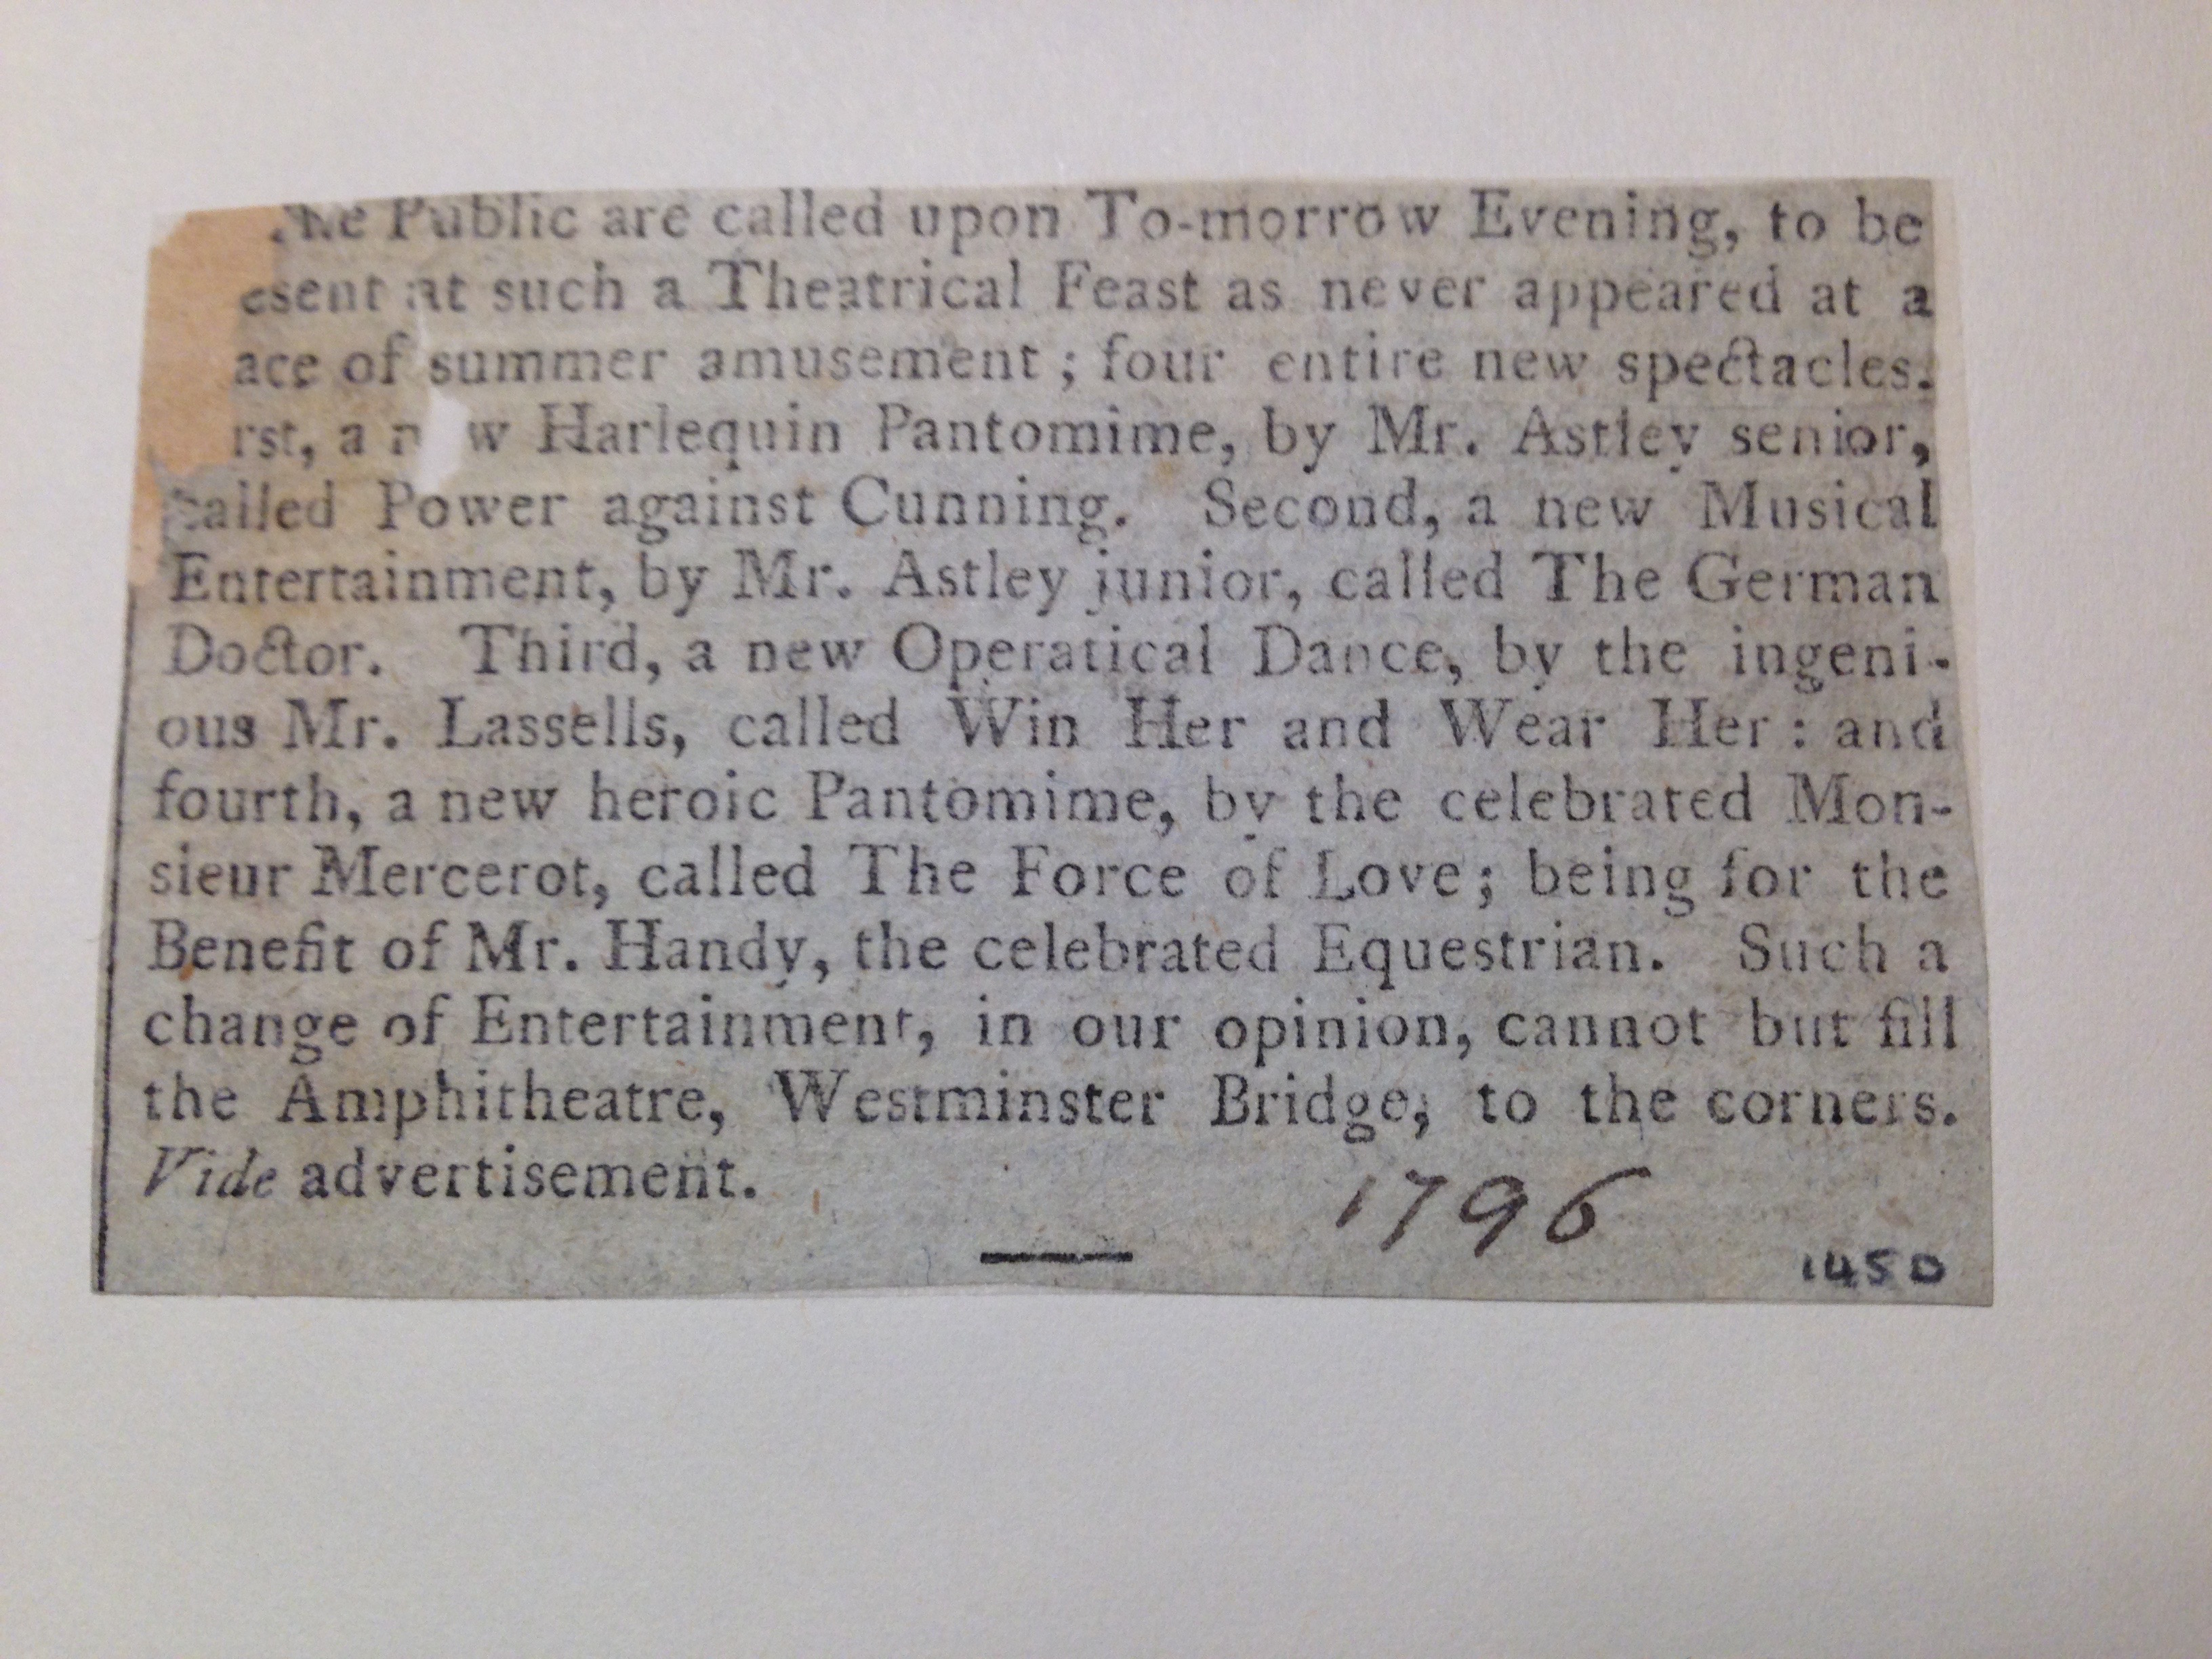 The Public are called upon To-morrow Evening, to be
esent at such a Theatrical Feast as never appeared at a
ace of summer amusement; four entire new spectacles.
rst, a n w Harlequin Pantomime, by Mr. Astley senior,
called Power against Cunning. Second, a new Musical
Entertainment, by Mr. Astley junior, called The German
Doctor. Third, a new Operatical Dance, by the ingeni-
ous Mr. Lassells, called Win Her and Wear Her: and
fourth, a new heroic Pantomime, by the celebrated Mon-
sieur Mercerot, called The Force of Love; being for the
Benefit of Mr. Handy, the celebrated Equestrian. Such a
change of Entertainment, in our opinion, cannot but fill
the Amphitheatre, Westminster Bridge, to the corners.
Vide advertisement.
1796
1450